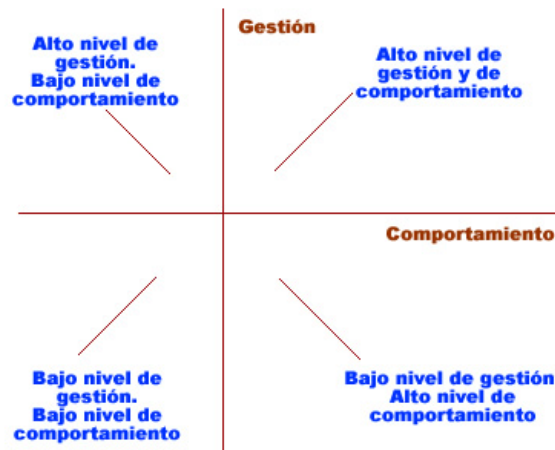 Gestión
Alto nivel de
gestión.
Bajo nivel de
comportamiento
Alto nivel de
gestión y de
comportamiento
Comportamiento
Bajo nivel de
gestión.
Bajo nivel de
comportamiento
Bajo nivel de gestión
Alto nivel de
comportamiento